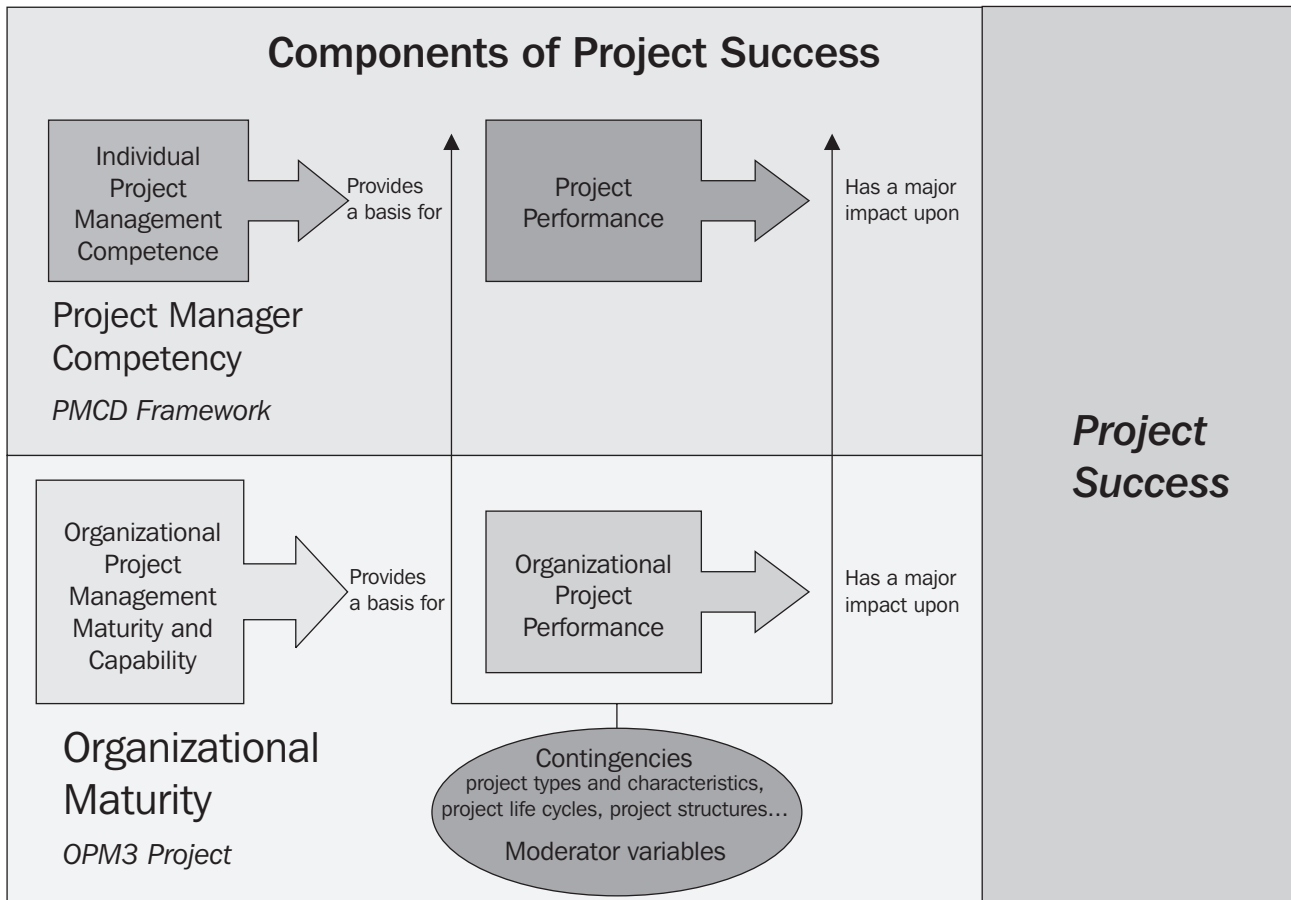 Components of Project Success
Individual
Project
Management
Competence
Provides
a basis for
Project
Performance
Has a major
impact upon
Project Manager
Competency
PMCD Framework
Organizational
Project
Management
Maturity and
Capability
Provides
a basis for
Organizational
Project
Performance
Has a major
impact upon
Organizational
Maturity
OPM3 Project
Contingencies
project types and characteristics,
project life cycles, project structures…
Moderator variables
Project
Success